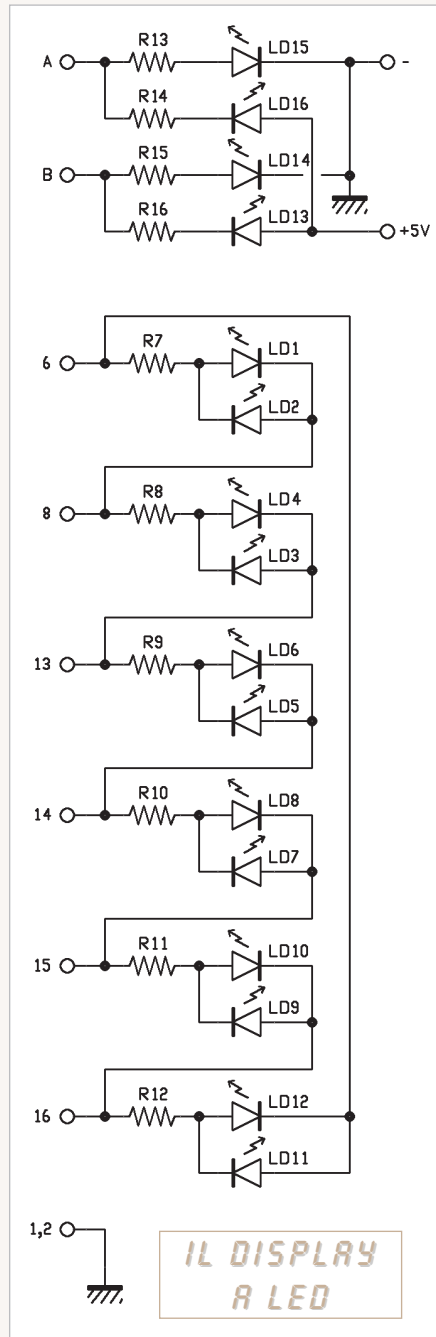 R13
LD15
A
-
R14
LD16
R15
LD14
B
R16
LD13
+5V
R7
LD1
6
LD2
R8
LD4
8
LD3
R9
LD6
13
LD5
R10
LD8
14
LD7
R11
LD10
15
LD9
R12
LD12
16
LD11
1,2
IL DISPLAY
A LED